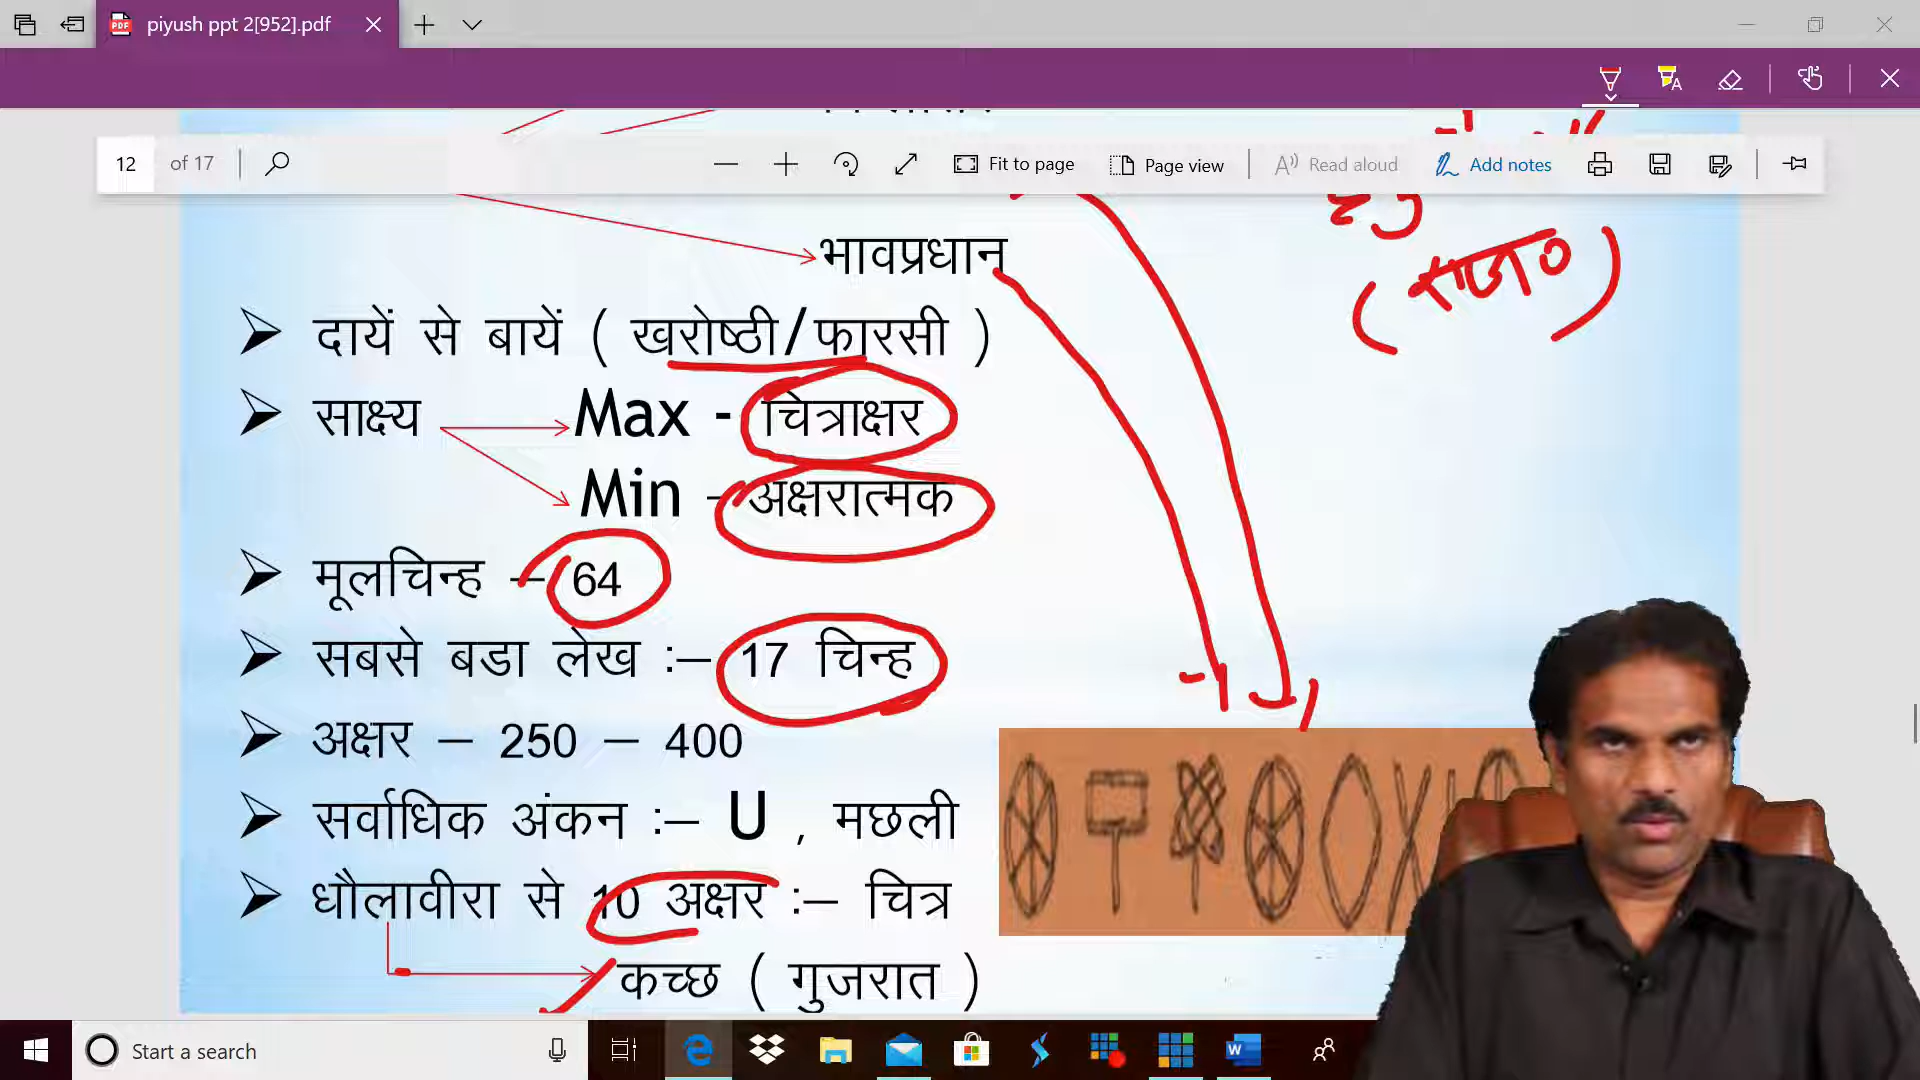 piyush ppt 2[952].pdf
12 of 17
Fit to page
Page view
Read aloud
Add notes
भावप्रधान
दायें से बायें ( खरोष्ठी/फारसी )
साक्ष्य
Max - चित्राक्षर
Min - अक्षरात्मक
मूलचिन्ह – 64
सबसे बडा लेख :– 17 चिन्ह
अक्षर – 250 – 400
सर्वाधिक अंकन :– U , मछली
धौलावीरा से 10 अक्षर :– चित्र
कच्छ ( गुजरात )
Start a search